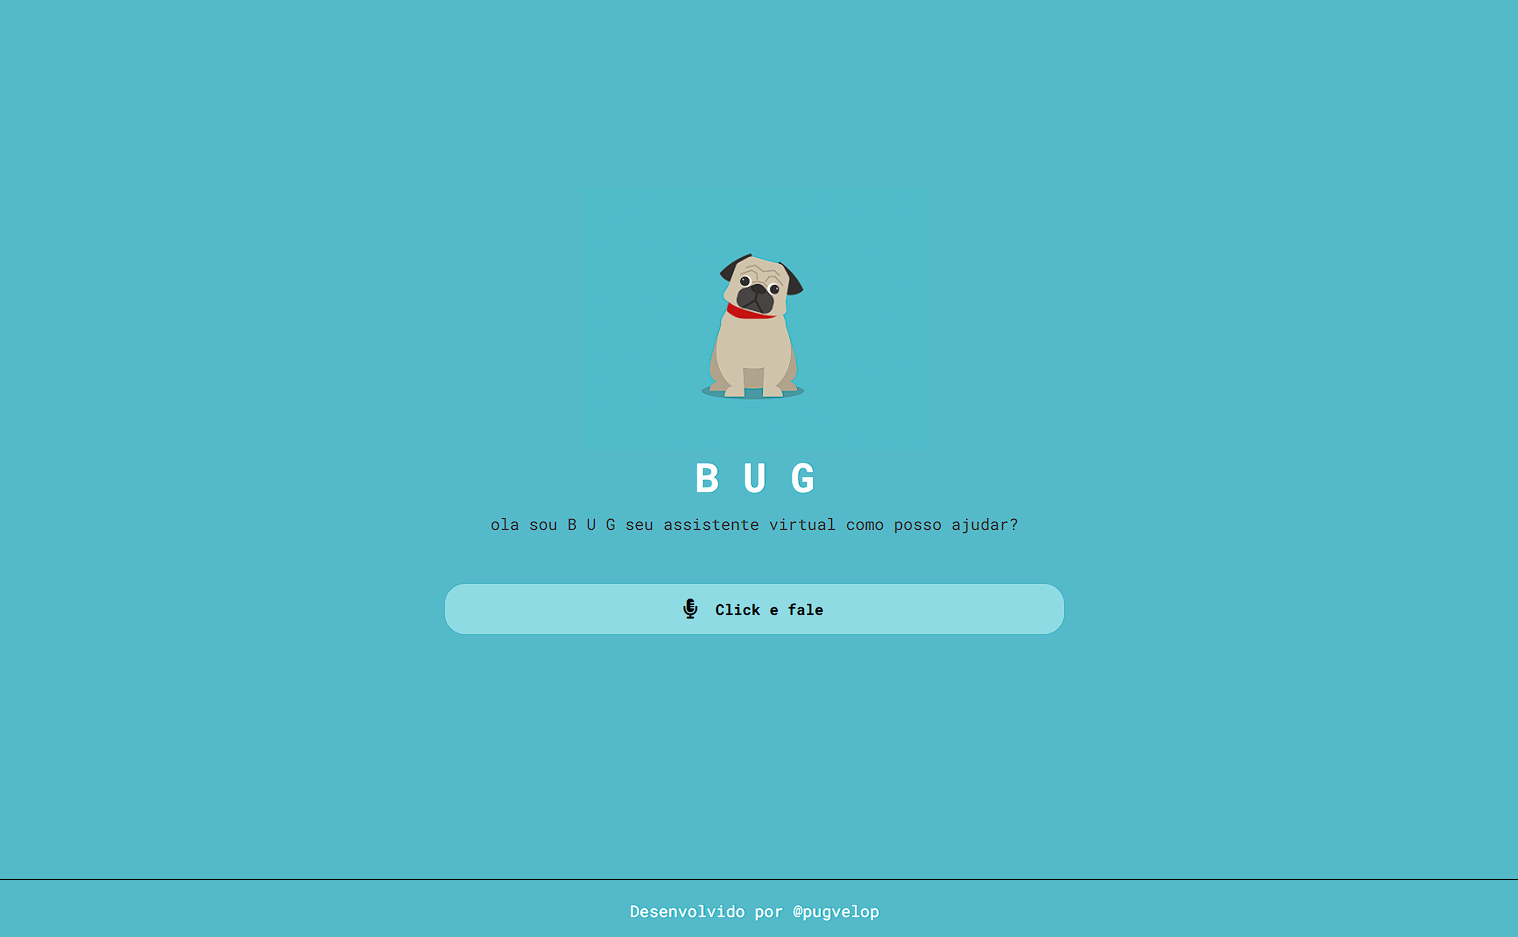 B U G
ola sou B U G seu assistente virtual como posso ajudar?
Click e fale
Desenvolvido por @pugvelop